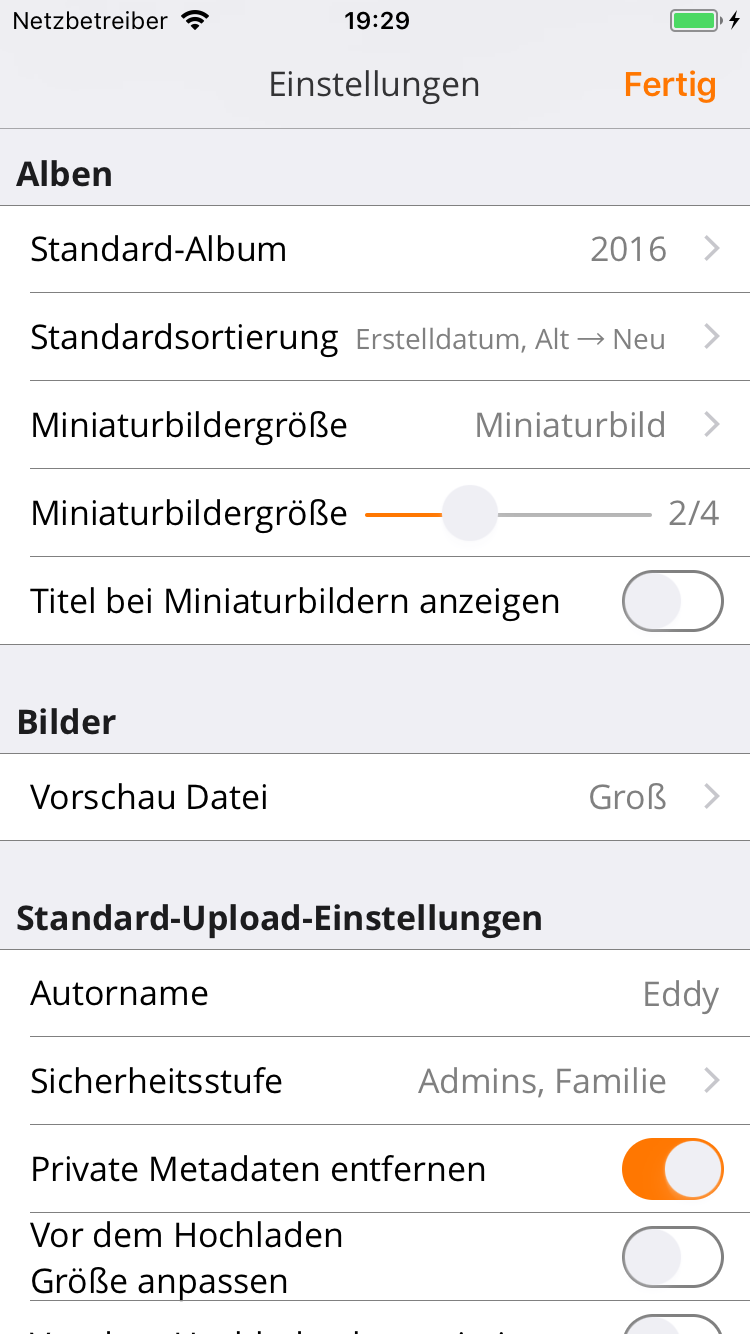 Netzbetreiber 19:29
Einstellungen Fertig
Alben
Standard-Album 2016
Standardsortierung Erstelldatum, Alt → Neu
Miniaturbildergröße Miniaturbild
Miniaturbildergröße 2/4
Titel bei Miniaturbildern anzeigen
Bilder
Vorschau Datei Groß
Standard-Upload-Einstellungen
Autorname Eddy
Sicherheitsstufe Admins, Familie
Private Metadaten entfernen
Vor dem Hochladen
Größe anpassen